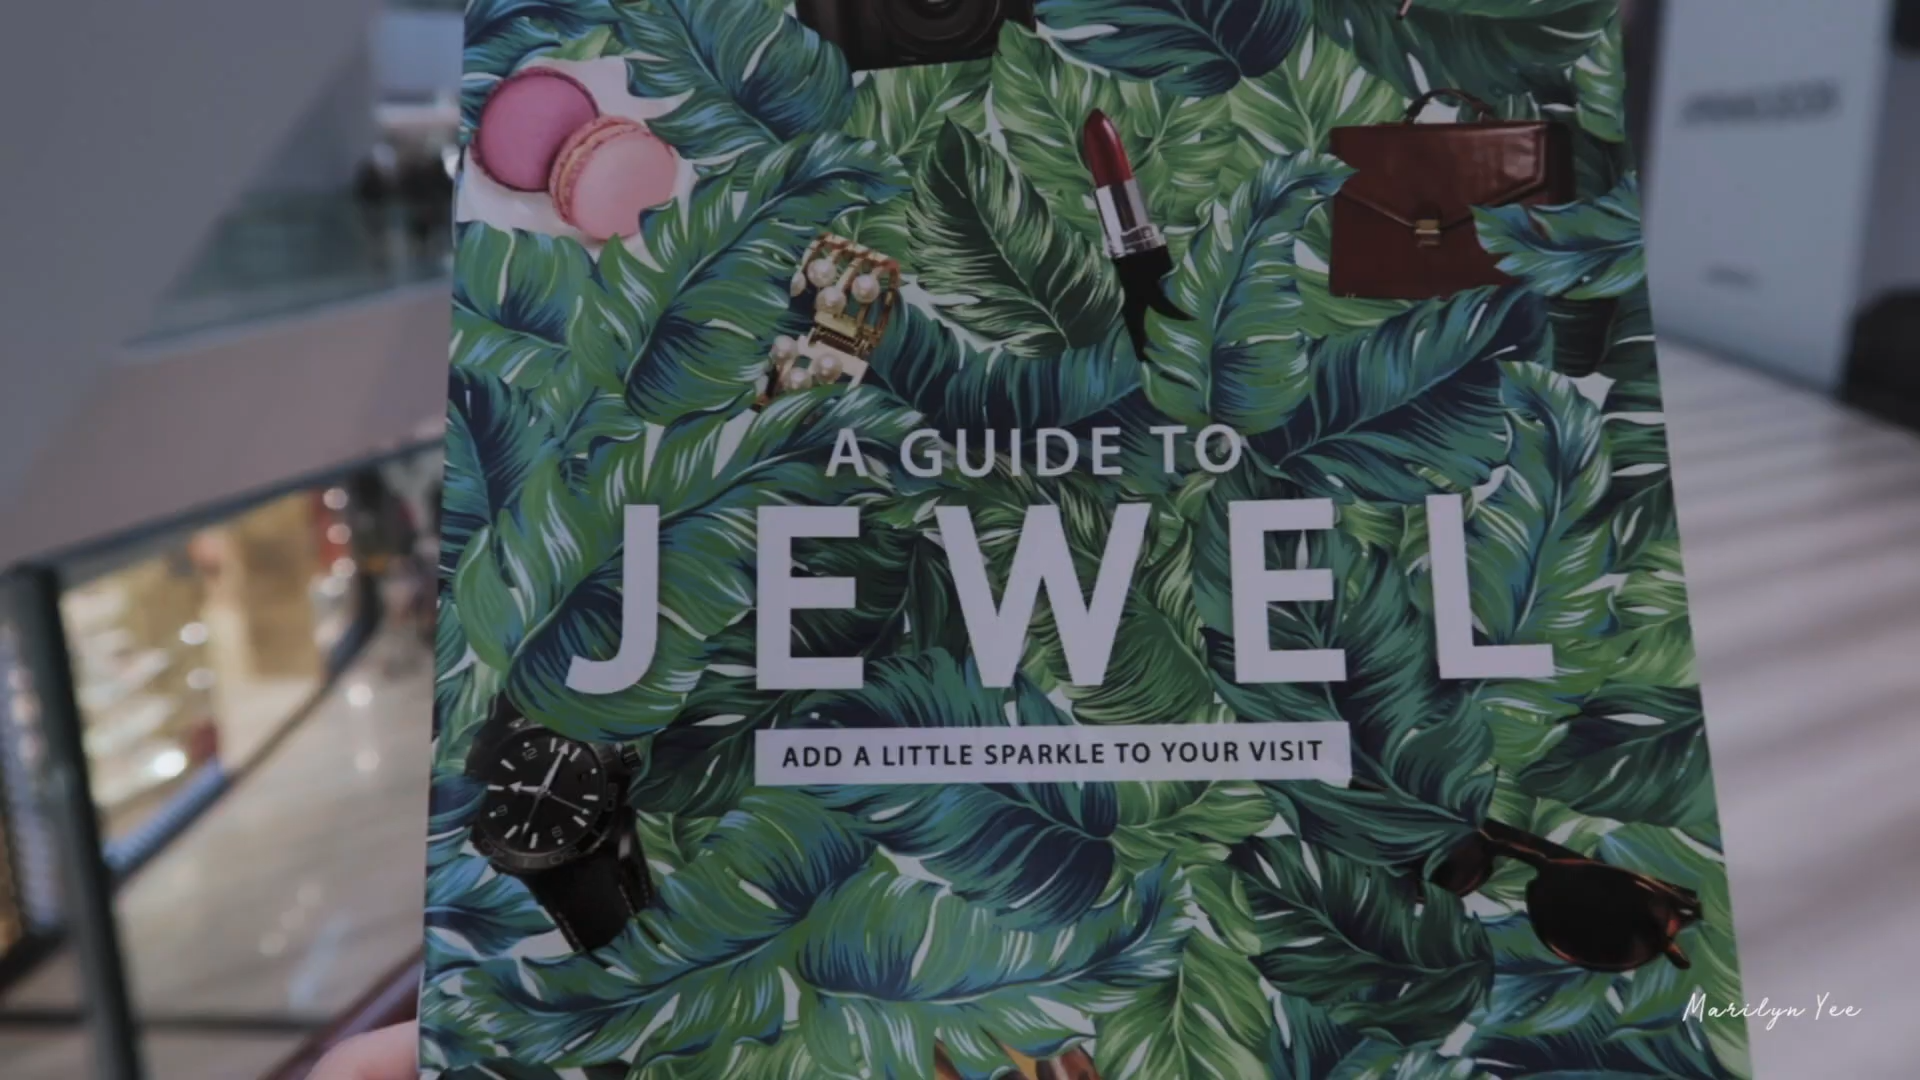 A GUIDE TO
JEWEL
ADD A LITTLE SPARKLE TO YOUR VISIT
Marilyn Yee